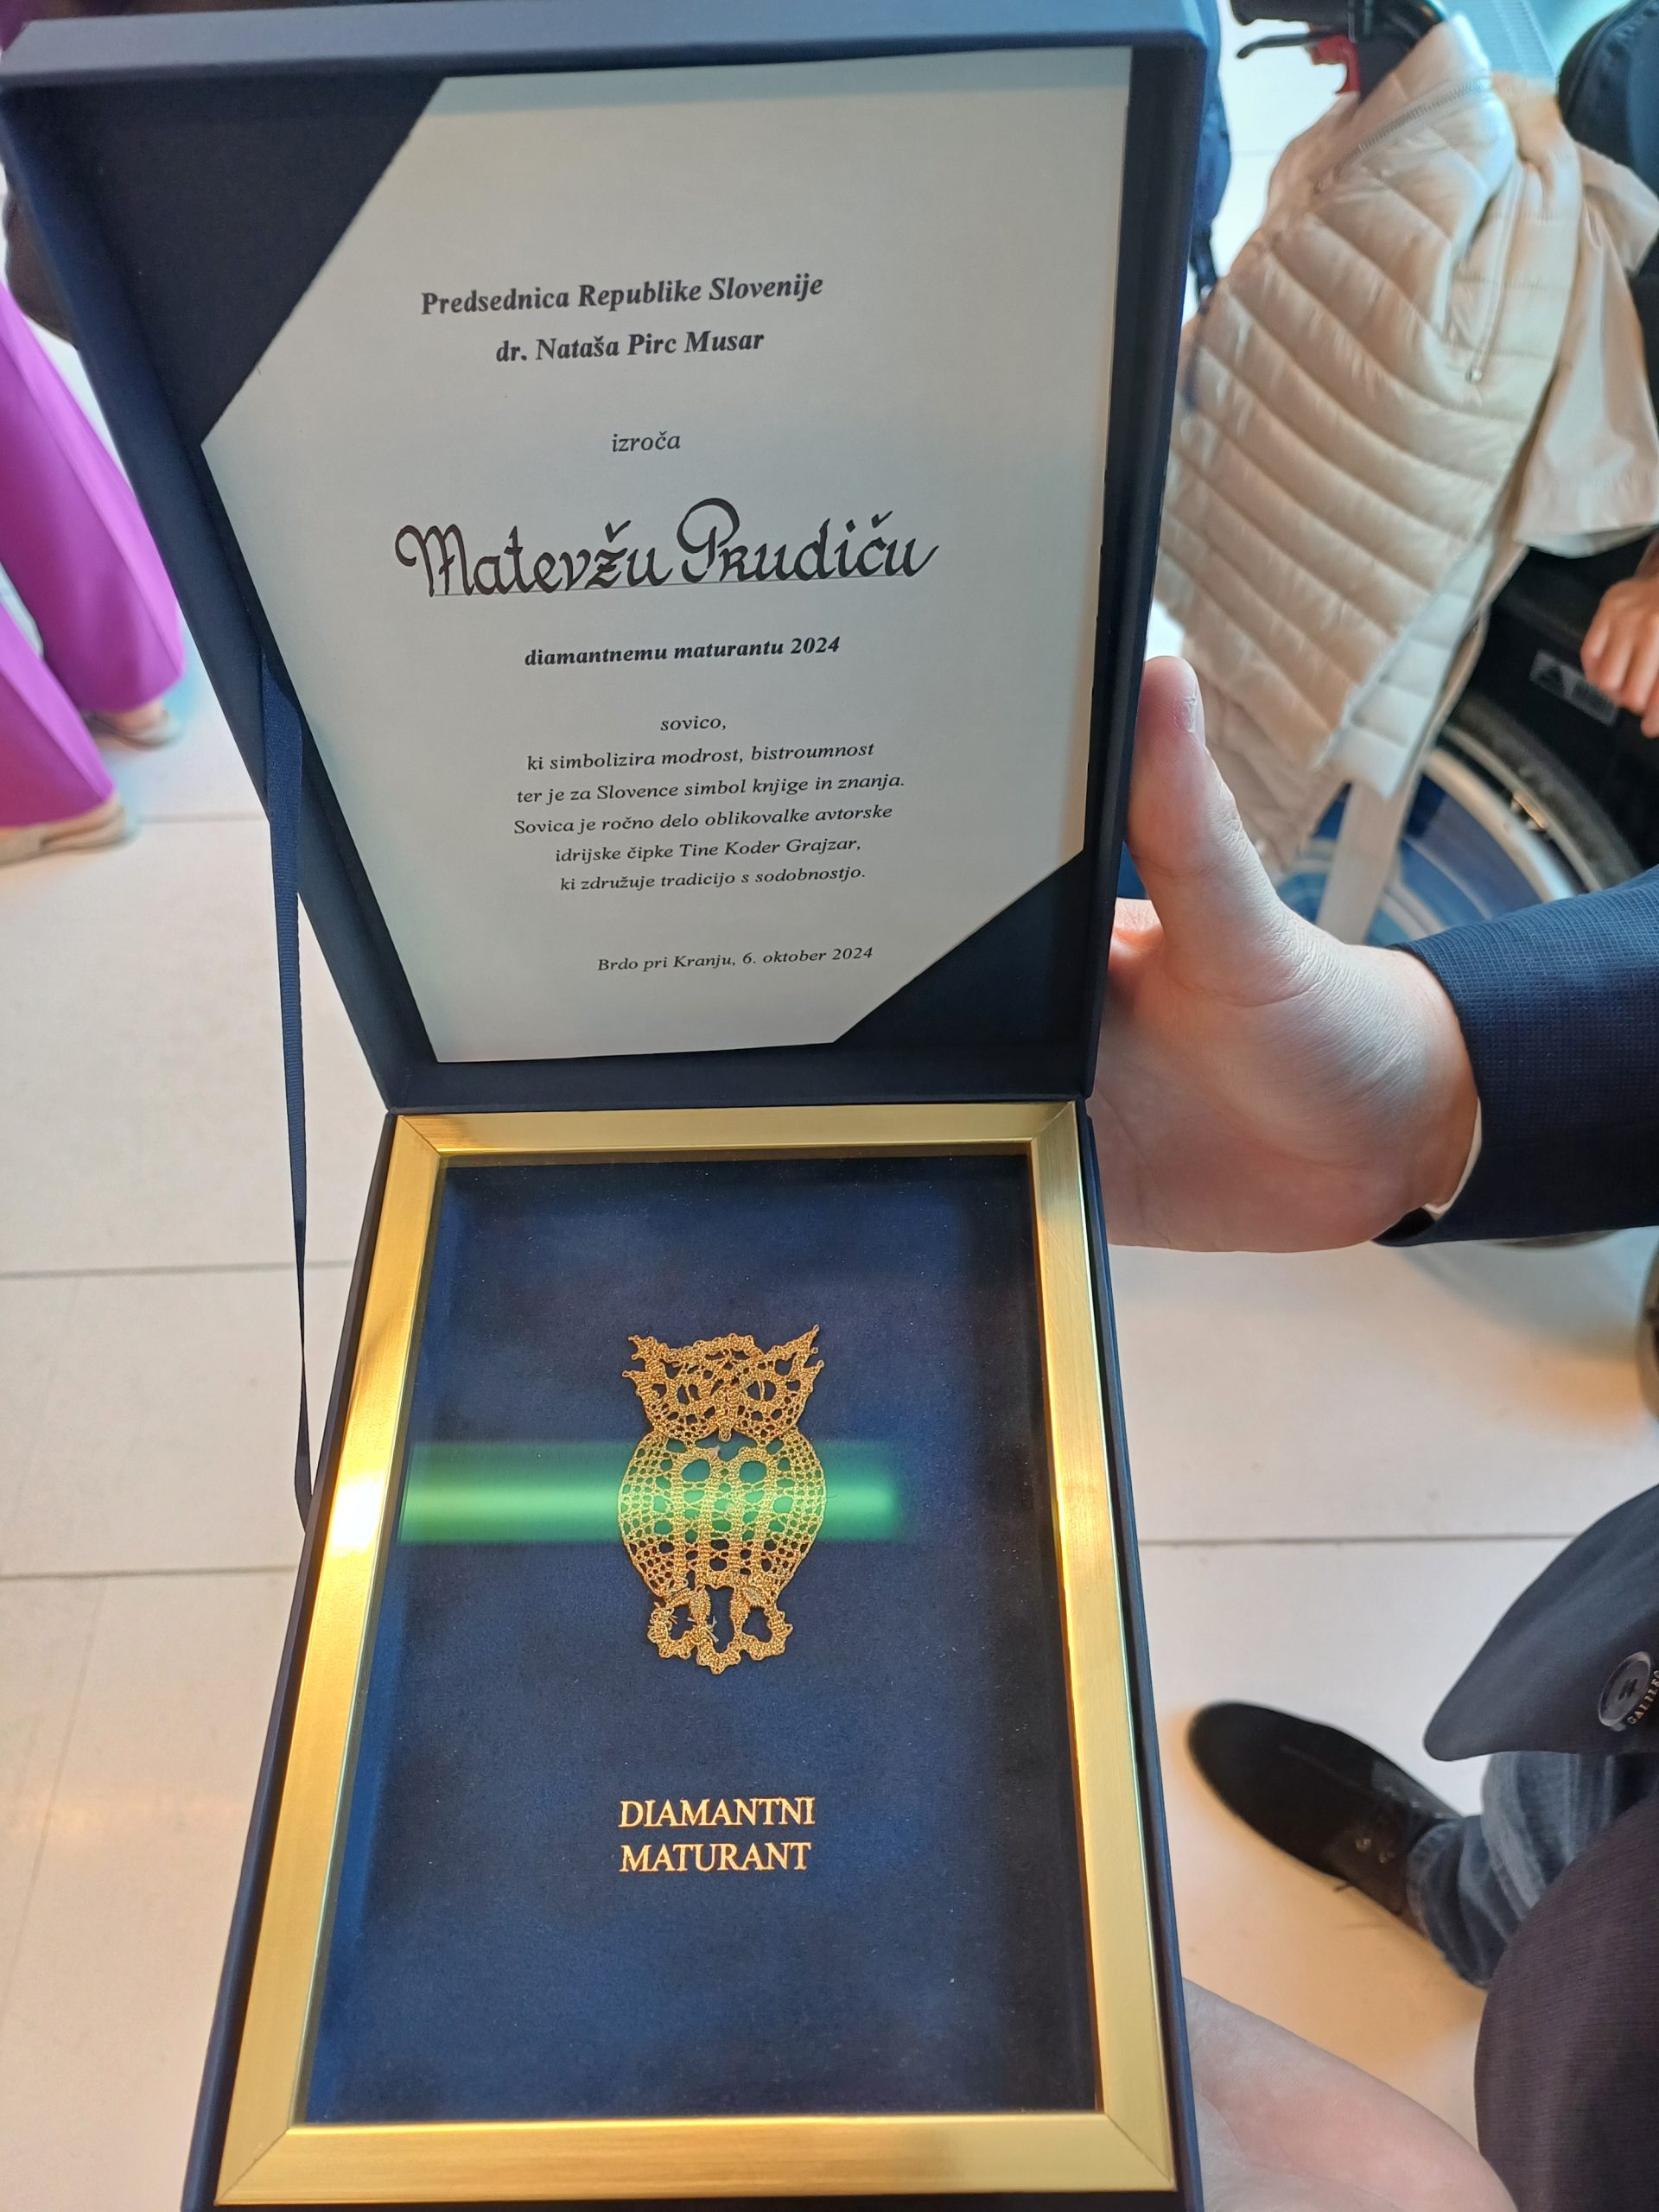 Predsednica Republike Slovenije
dr. Nataša Pirc Musar
izroča
Matevžu Prudiču
diamantnemu maturantu 2024
sovico,
ki simbolizira modrost, bistroumnost
ter je za Slovence simbol knjige in znanja.
Sovica je ročno delo oblikovalke avtorske
idrijske čipke Tine Koder Grajzar,
ki združuje tradicijo s sodobnostjo.
Brdo pri Kranju, 6. oktober 2024
DIAMANTNI
MATURANT